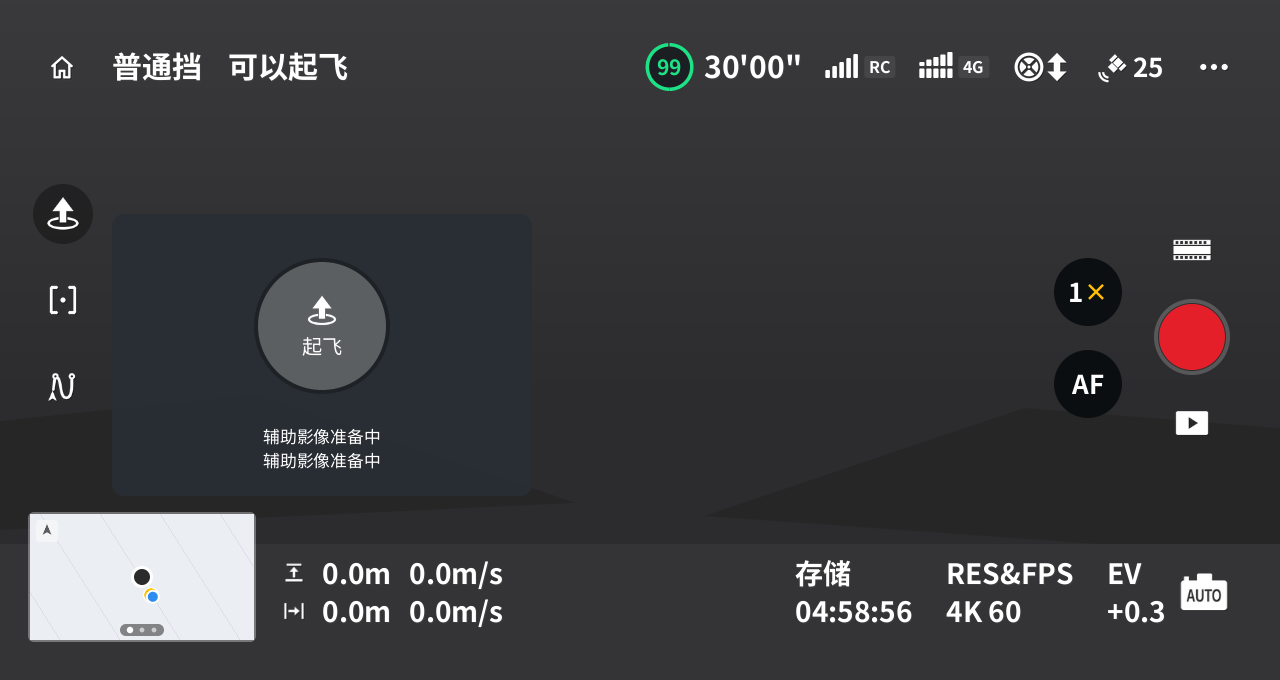 普通挡 可以起飞
99 30'00" RC 4G 25
1×
起飞
AF
辅助影像准备中
辅助影像准备中
0.0m 0.0m/s
0.0m 0.0m/s
存储 RES&FPS EV
04:58:56 4K 60 +0.3
AUTO